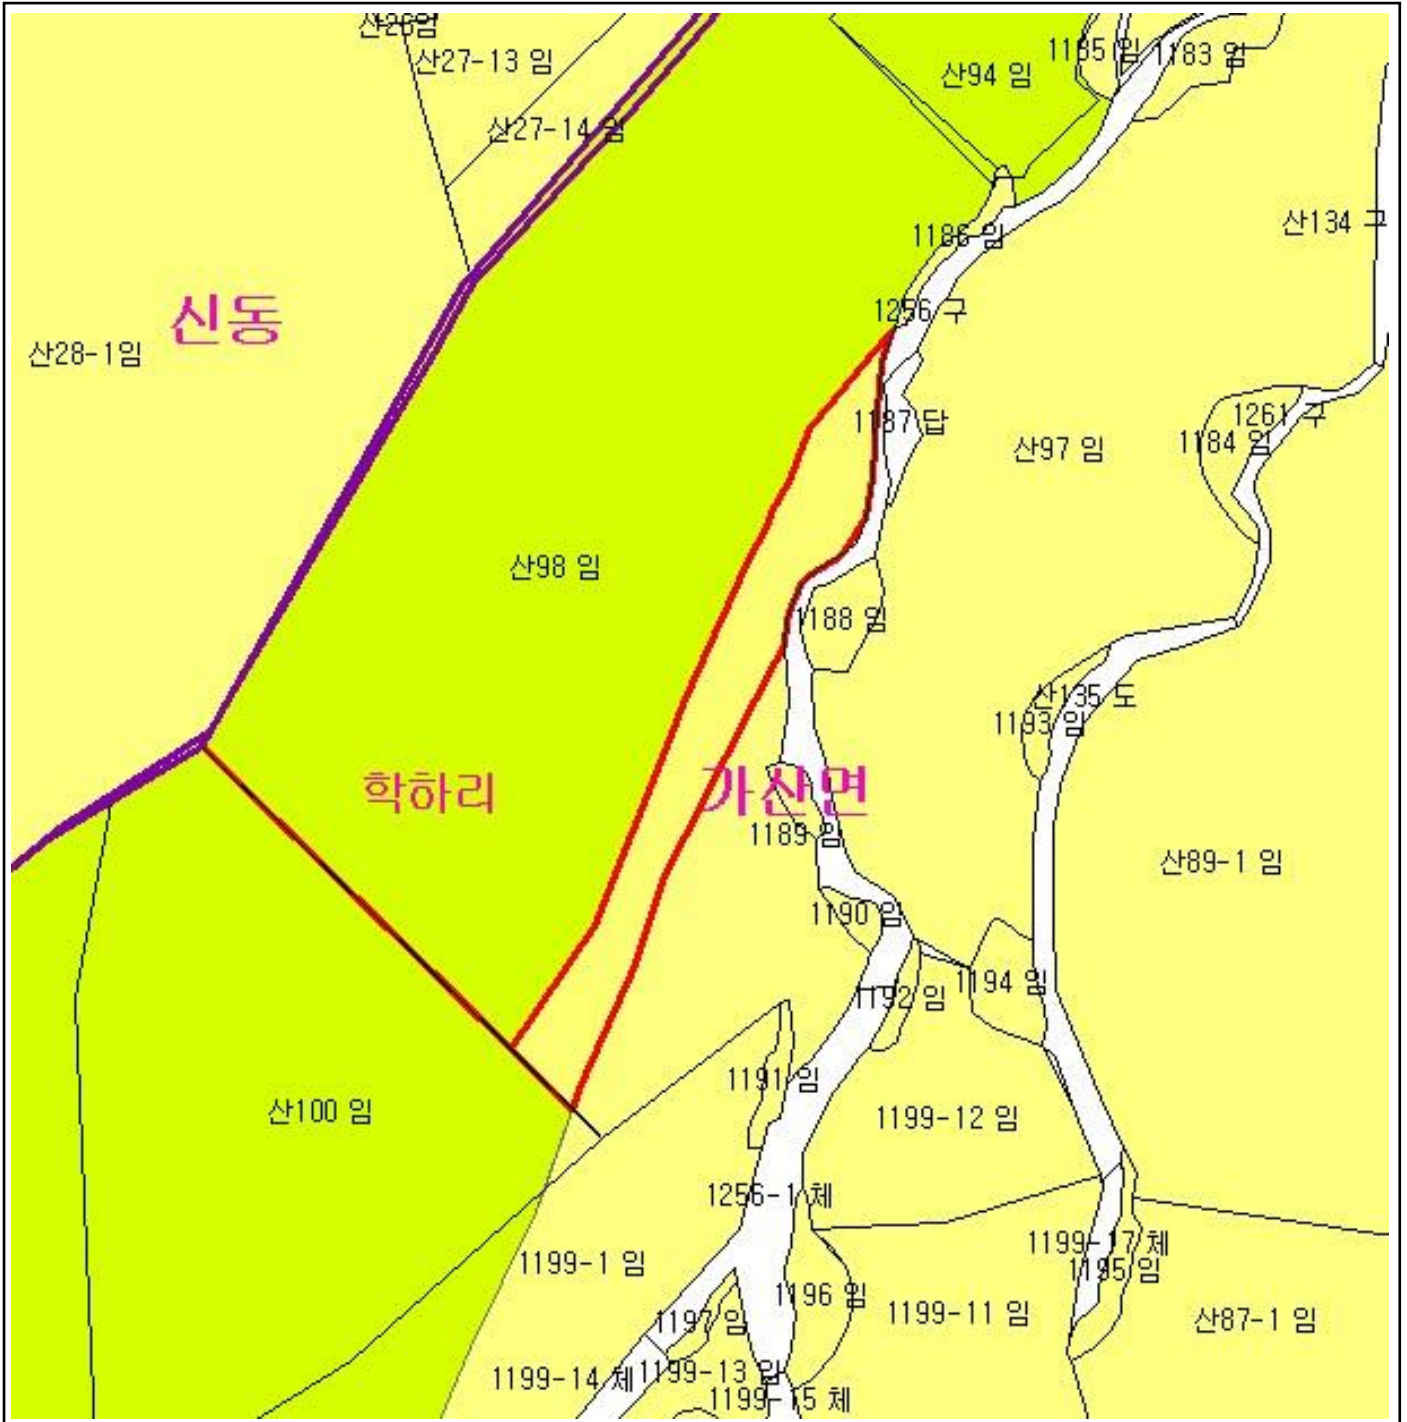 산26임
산27-13 임
산27-14 임
산94 임
1185 임
1183 임
산134 구
1186 임
1256 구
신동
산28-1임
1187 답
산97 임
1261 구
1184 임
산98 임
1188 임
산135 도
1193 임
학하리
가산면
1189 임
산89-1 임
1190 임
1194 임
1192 임
1191 임
산100 임
1199-12 임
1256-1 체
1199-17 체
1195 임
1199-1 임
1196 임
1199-11 임
산87-1 임
1197 임
1199-14 체
1199-13 임
1199-15 체